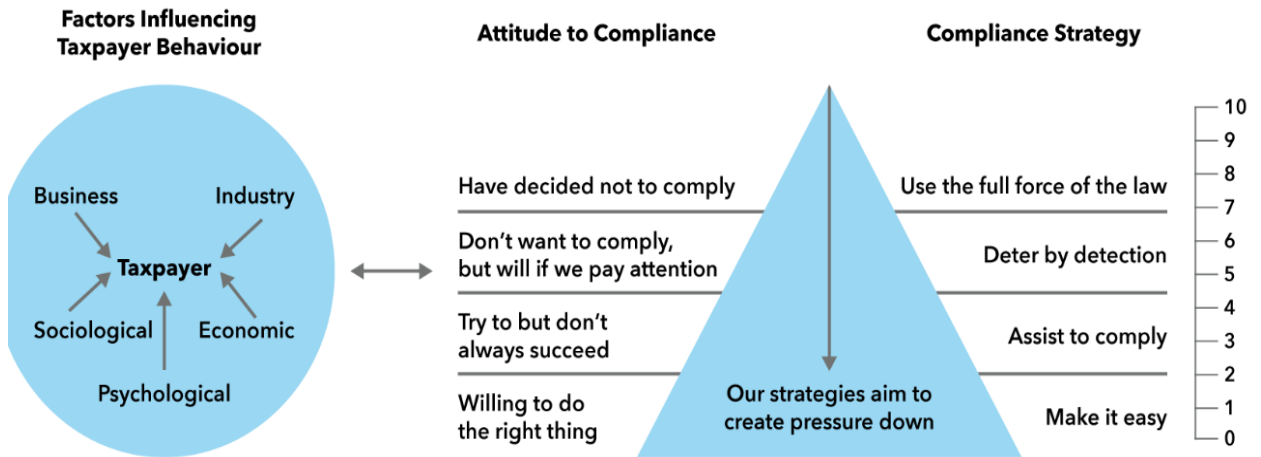 Factors Influencing
Taxpayer Behaviour
Business
Industry
Taxpayer
Sociological
Economic
Psychological
Attitude to Compliance
Have decided not to comply
Don't want to comply,
but will if we pay attention
Try to but don't
always succeed
Willing to do
the right thing
Our strategies aim to
create pressure down
Compliance Strategy
Use the full force of the law
Deter by detection
Assist to comply
Make it easy
10
9
8
7
6
5
4
3
2
1
0